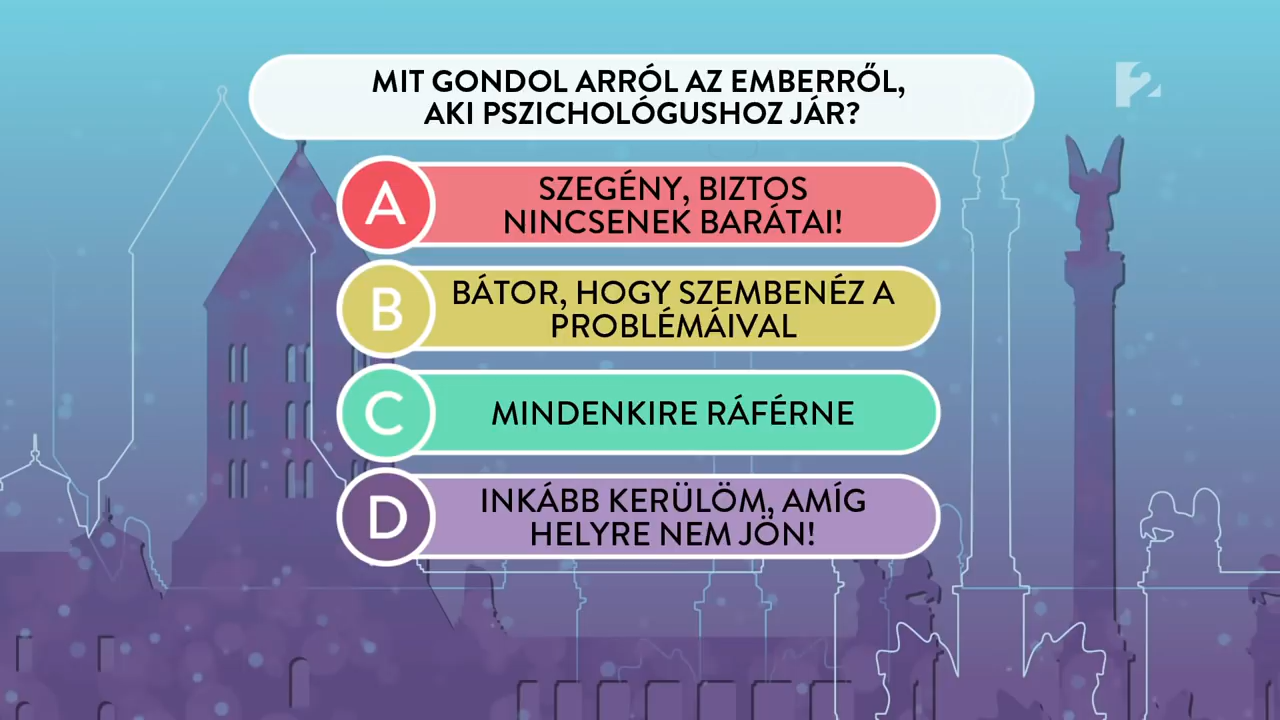 MIT GONDOL ARRÓL AZ EMBERRŐL,
AKI PSZICHOLÓGUSHOZ JÁR?
A
SZEGÉNY, BIZTOS
NINCSENEK BARÁTAI!
B
BÁTOR, HOGY SZEMBENÉZ A
PROBLÉMÁIVAL
C
MINDENKIRE RÁFÉRNE
D
INKÁBB KERÜLÖM, AMÍG
HELYRE NEM JÖN!
2